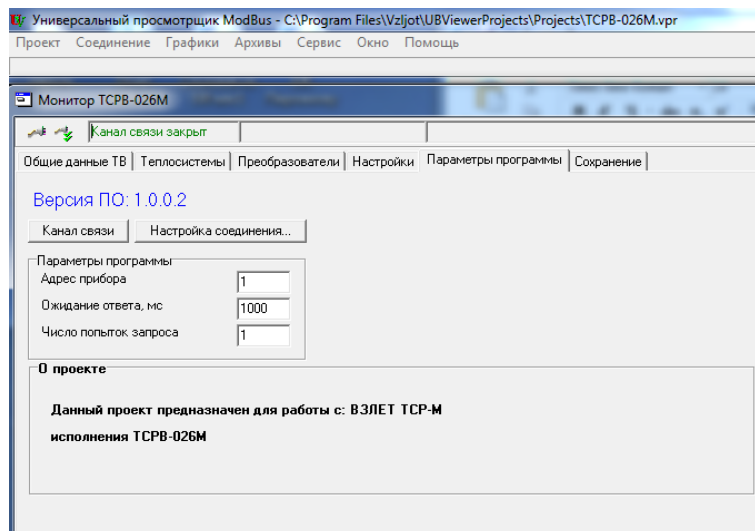 Универсальный просмотрщик ModBus - C:\Program Files\Vzljot\UBViewerProjects\Projects\ТСРВ-026М.vpr
Проект Соединение Графики Архивы Сервис Окно Помощь
Монитор ТСРВ-026М
Канал связи закрыт
Общие данные ТВ Теплосистемы Преобразователи Настройки Параметры программы Сохранение
Версия ПО: 1.0.0.2
Канал связи Настройка соединения...
Параметры программы
Адрес прибора 1
Ожидание ответа, мс 1000
Число попыток запроса 1
О проекте
Данный проект предназначен для работы с: ВЗЛЕТ ТСР-М
исполнения ТСРВ-026М